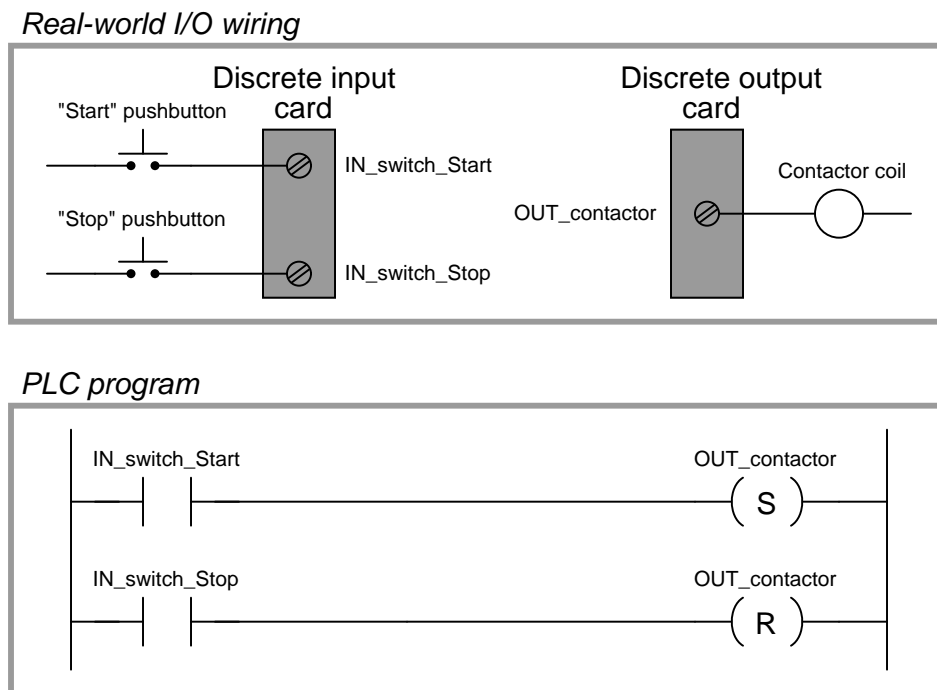 Real-world I/O wiring
Discrete input
card
Discrete output
card
"Start" pushbutton
IN_switch_Start
Contactor coil
OUT_contactor
"Stop" pushbutton
IN_switch_Stop
PLC program
IN_switch_Start
OUT_contactor
S
IN_switch_Stop
OUT_contactor
R